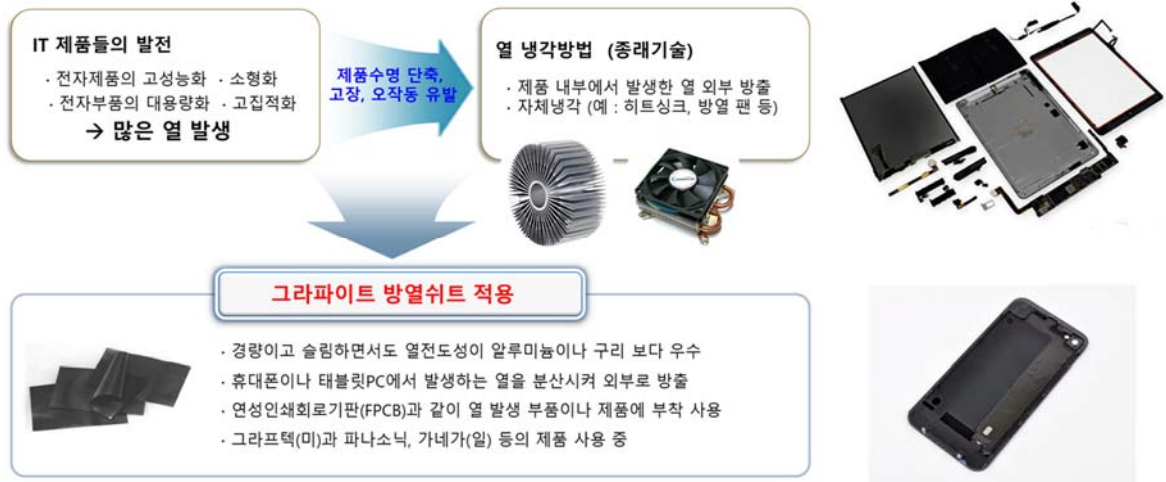 IT 제품들의 발전
· 전자제품의 고성능화 · 소형화
· 전자부품의 대용량화 · 고집적화
→ 많은 열 발생
제품수명 단축,
고장, 오작동 유발
열 냉각방법 (종래기술)
· 제품 내부에서 발생한 열 외부 방출
· 자체냉각 (예 : 히트싱크, 방열 팬 등)
그라파이트 방열쉬트 적용
· 경량이고 슬림하면서도 열전도성이 알루미늄이나 구리 보다 우수
· 휴대폰이나 태블릿PC에서 발생하는 열을 분산시켜 외부로 방출
· 연성인쇄회로기판(FPCB)과 같이 열 발생 부품이나 제품에 부착 사용
· 그라프텍(미)과 파나소닉, 가네가(일) 등의 제품 사용 중